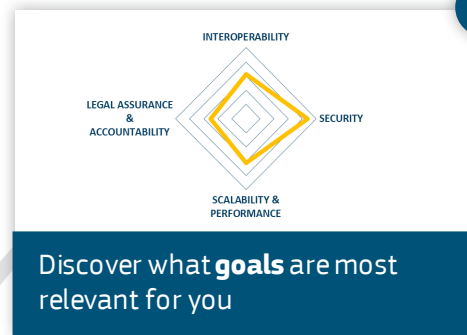 INTEROPERABILITY
LEGAL ASSURANCE
&
ACCOUNTABILITY
SECURITY
SCALABILITY &
PERFORMANCE
Discover what goals are most
relevant for you